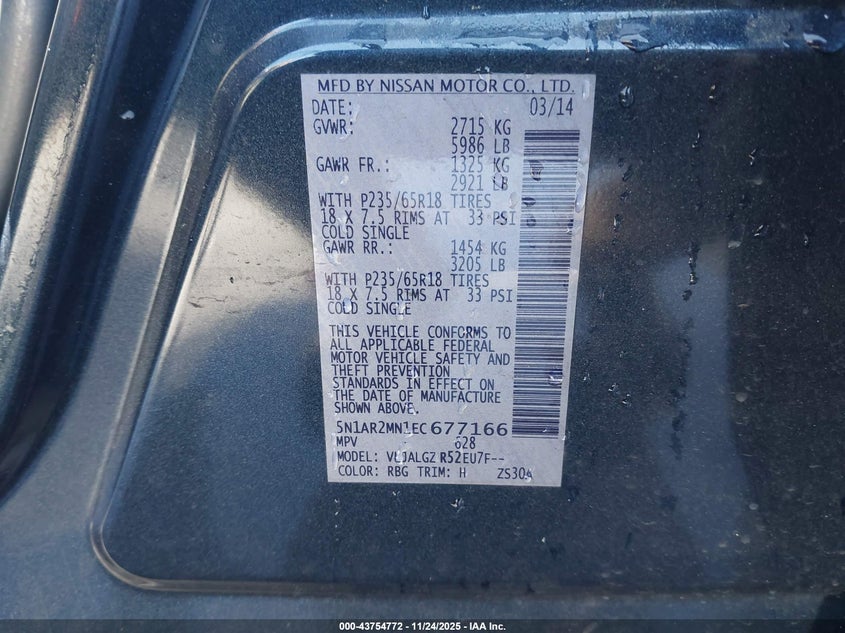 MFD BY NISSAN MOTOR CO., LTD.
DATE: 03/14
GVWR: 2715 KG
5986 LB
GAWR FR.: 1325 KG
2921 LB
WITH P235/65R18 TIRES
18 X 7.5 RIMS AT 33 PSI
COLD SINGLE
GAWR RR.: 1454 KG
3205 LB
WITH P235/65R18 TIRES
18 X 7.5 RIMS AT 33 PSI
COLD SINGLE
THIS VEHICLE CONFORMS TO
ALL APPLICABLE FEDERAL
MOTOR VEHICLE SAFETY AND
THEFT PREVENTION
STANDARDS IN EFFECT ON
THE DATE OF MANUFACTURE
SHOWN ABOVE.
5N1AR2MN1EC677166
MPV 628
MODEL: R52EU7F--
COLOR: RBG TRIM: H
000-43754772 - 11/24/2025 - IAA Inc.